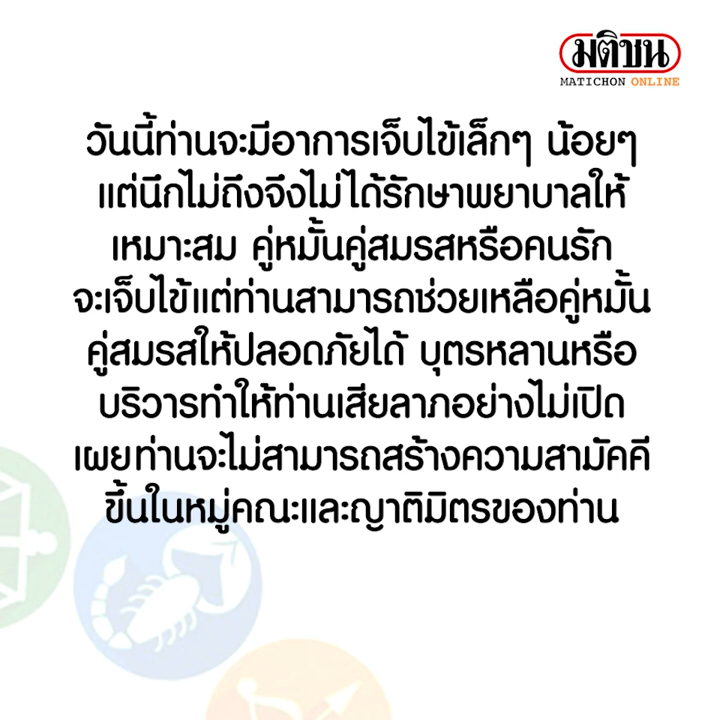 มติชน
MATICHON ONLINE
วันนี้ท่านจะมีอาการเจ็บไข้เล็กๆ น้อยๆ
แต่นึกไม่ถึงจึงไม่ได้รักษาพยาบาลให้
เหมาะสม คู่หมั้นคู่สมรสหรือคนรัก
จะเจ็บไข้แต่ท่านสามารถช่วยเหลือคู่หมั้น
คู่สมรสให้ปลอดภัยได้ บุตรหลานหรือ
บริวารทำให้ท่านเสียลาภอย่างไม่เปิด
เผยท่านจะไม่สามารถสร้างความสามัคคี
ขึ้นในหมู่คณะและญาติมิตรของท่าน